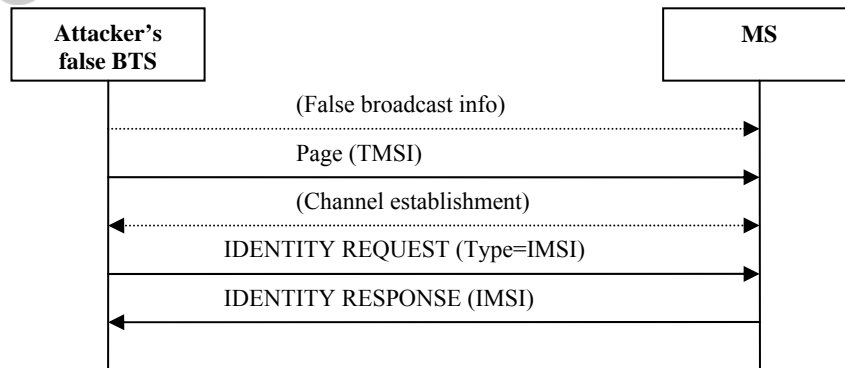 Attacker's
false BTS
MS
(False broadcast info)
Page (TMSI)
(Channel establishment)
IDENTITY REQUEST (Type=IMSI)
IDENTITY RESPONSE (IMSI)